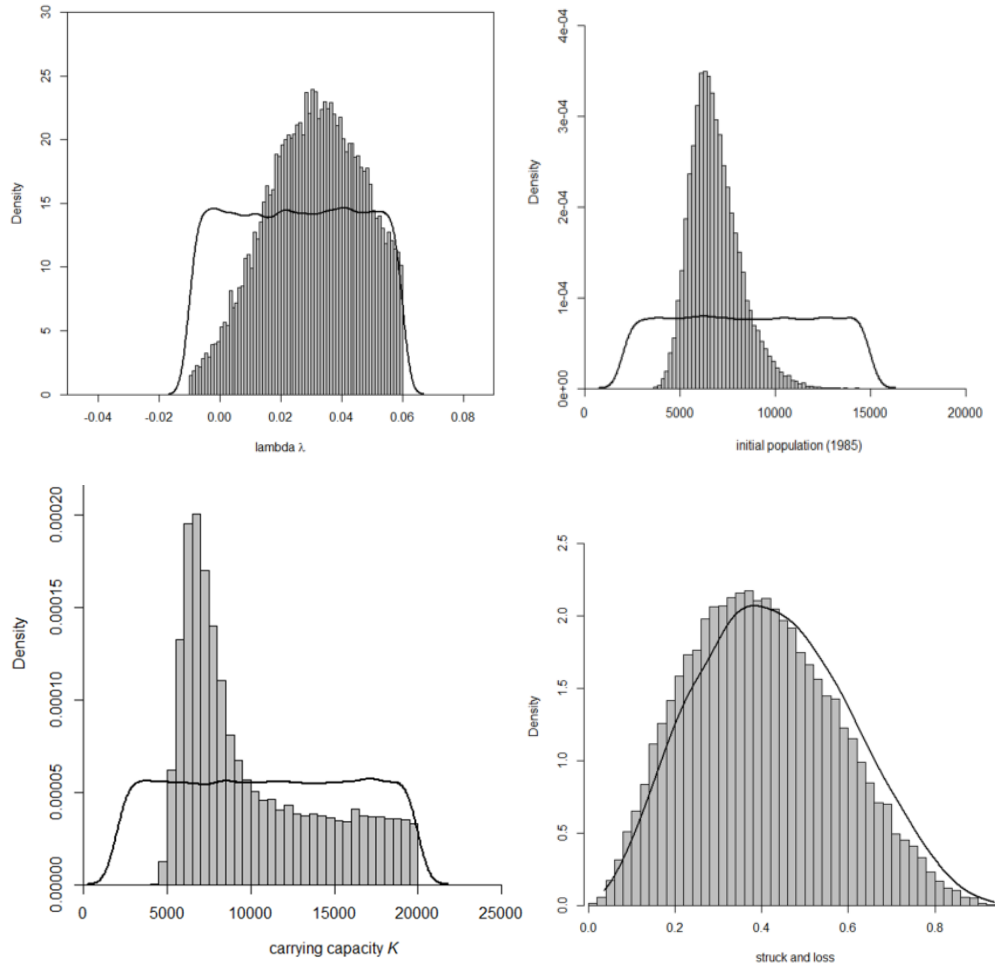 30
25
20
15
10
5
0
Density
-0.04 -0.02 0.00 0.02 0.04 0.06 0.08
lambda λ
4e-04
3e-04
2e-04
1e-04
0e+00
Density
0 5000 10000 15000 20000
initial population (1985)
0.00020
0.00015
0.00010
0.00005
0.00000
Density
0 5000 10000 15000 20000 25000
carrying capacity K
2.5
2.0
1.5
1.0
0.5
0.0
Density
0.0 0.2 0.4 0.6 0.8
struck and loss